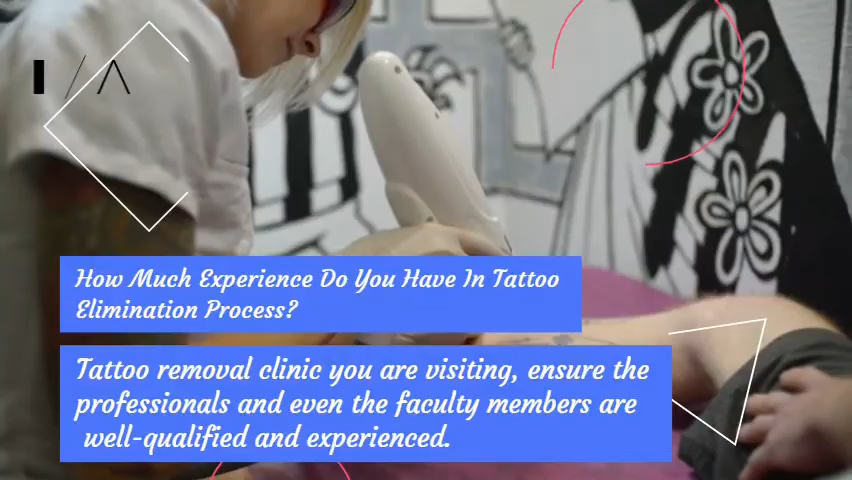 How Much Experience Do You Have In Tattoo
Elimination Process?
Tattoo removal clinic you are visiting, ensure the
professionals and even the faculty members are
well-qualified and experienced.